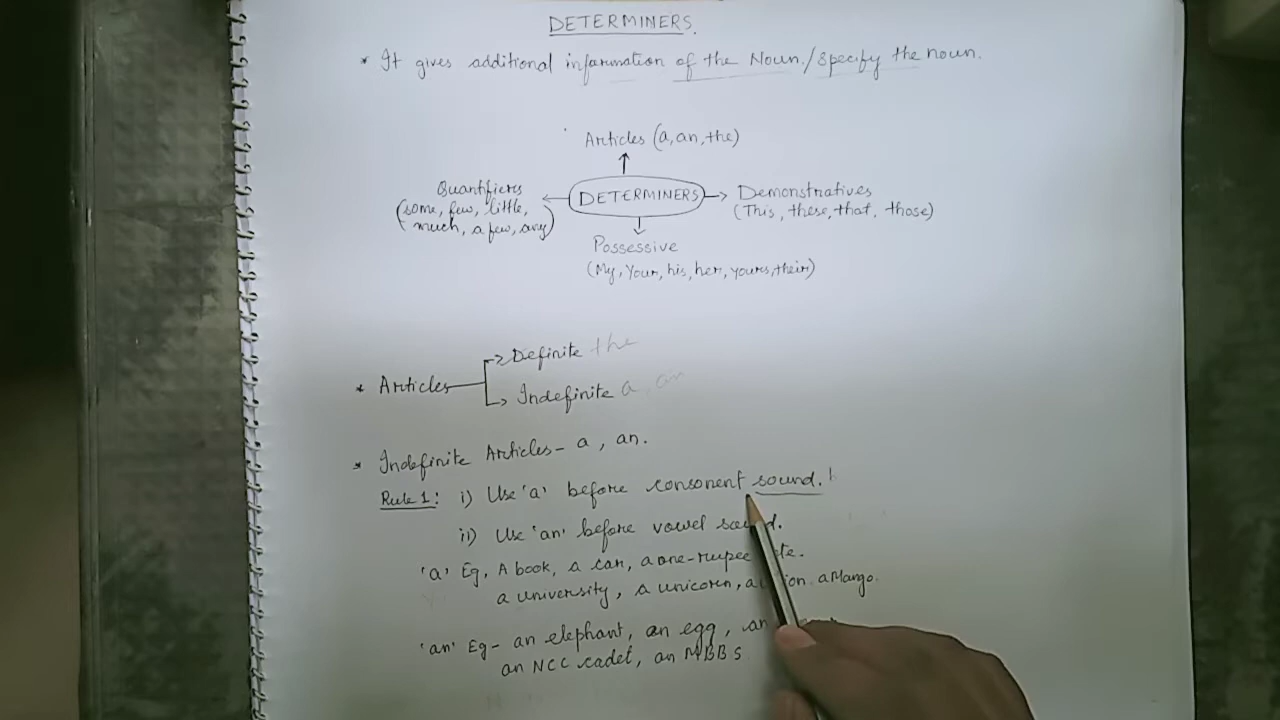 DETERMINERS.
* It gives additional information of the Noun./specify the noun.
Articles (a, an, the)
Quantifiers
(some, few, little,
much, a few, any)
DETERMINERS
Demonstratives
(This, these, that, those)
Possessive
(My, Your, his, her, yours, their)
* Articles
Definite the
Indefinite a, an
* Indefinite Articles - a, an.
Rule 1: i) Use 'a' before consonent sound.
ii) Use 'an' before vowel
'a' Eg, A book, a car, a one-rupee
a university, a unicorn, a Mango.
'an' Eg- an elephant, an egg, an
an NCC cadet, an MBBS